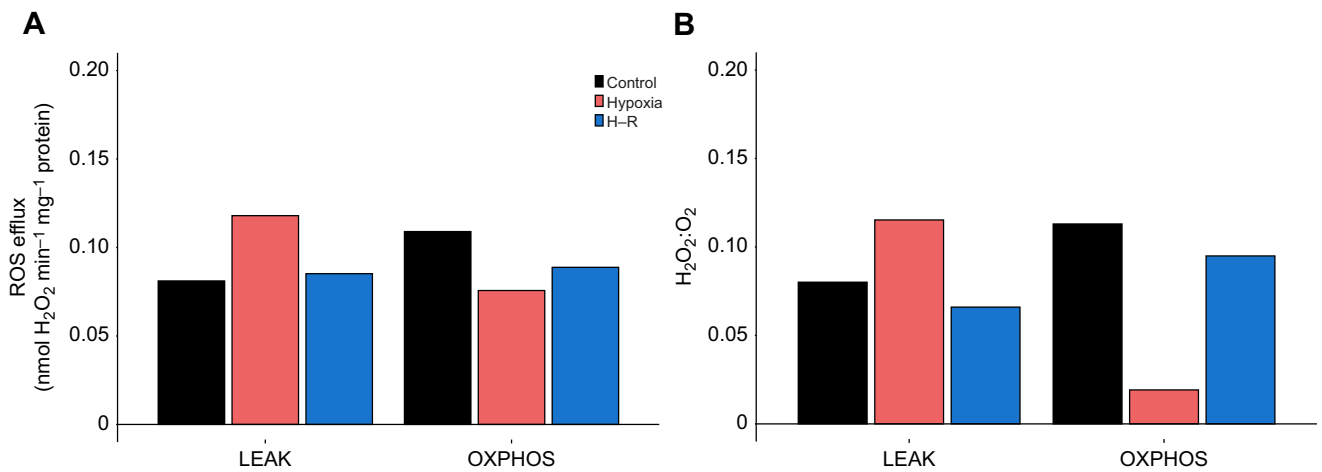 A
ROS efflux
(nmol H₂O₂ min⁻¹ mg⁻¹ protein)
0.20
0.15
0.10
0.05
0
Control
Hypoxia
H–R
LEAK OXPHOS
B
H₂O₂:O₂
0.20
0.15
0.10
0.05
0
LEAK OXPHOS